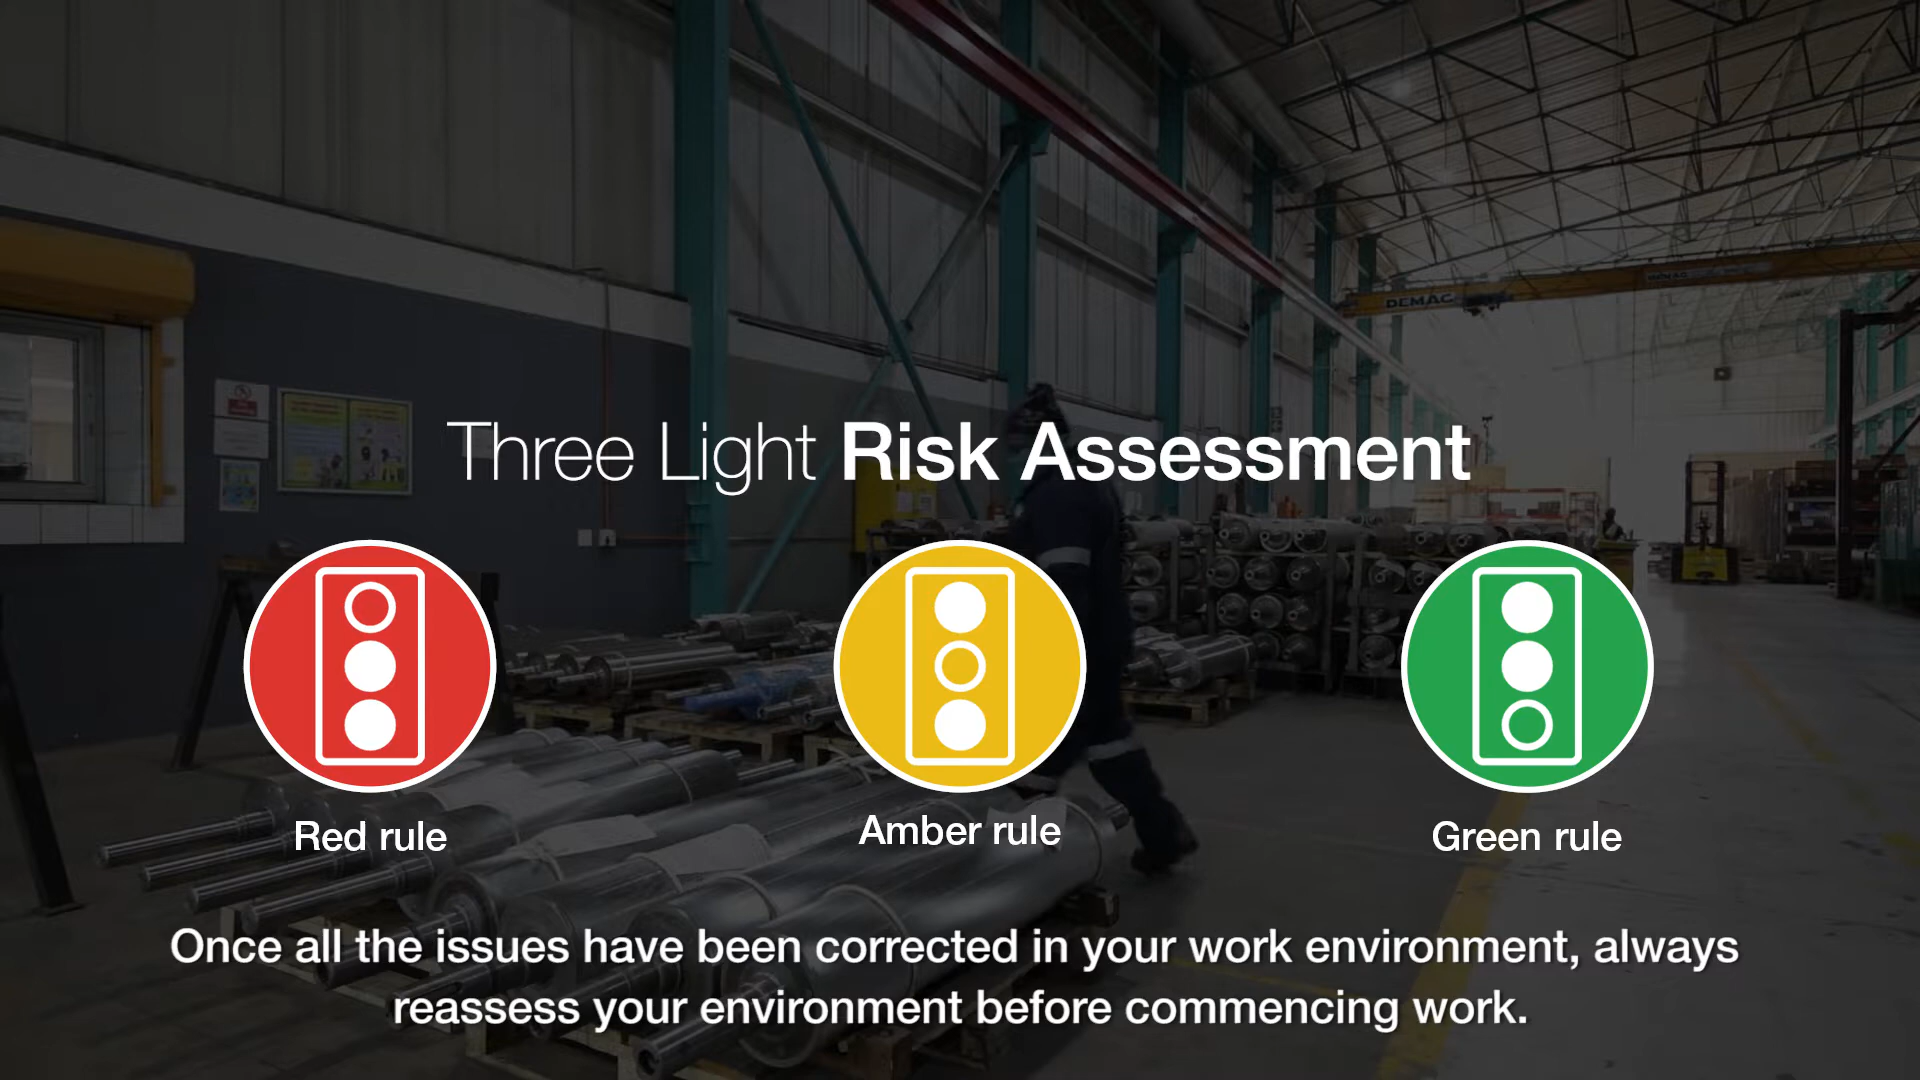 DEMAG
Three Light Risk Assessment
Red rule
Amber rule
Green rule
Once all the issues have been corrected in your work environment, always
reassess your environment before commencing work.